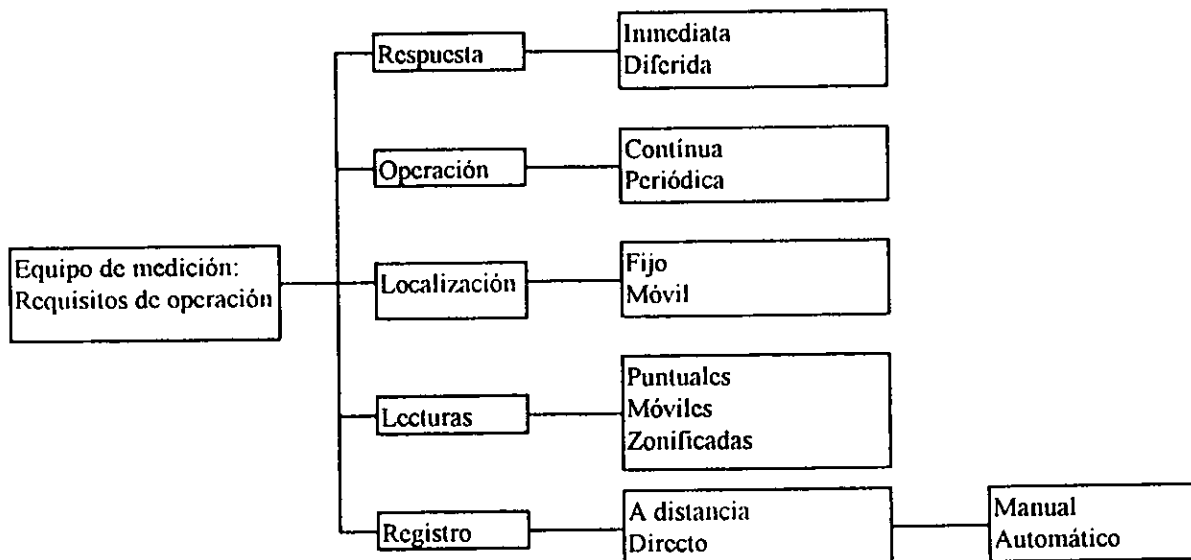 Respuesta
Inmediata
Diferida
Operación
Contínua
Periódica
Equipo de medición:
Requisitos de operación
Localización
Fijo
Móvil
Lecturas
Puntuales
Móviles
Zonificadas
Registro
A distancia
Directo
Manual
Automático